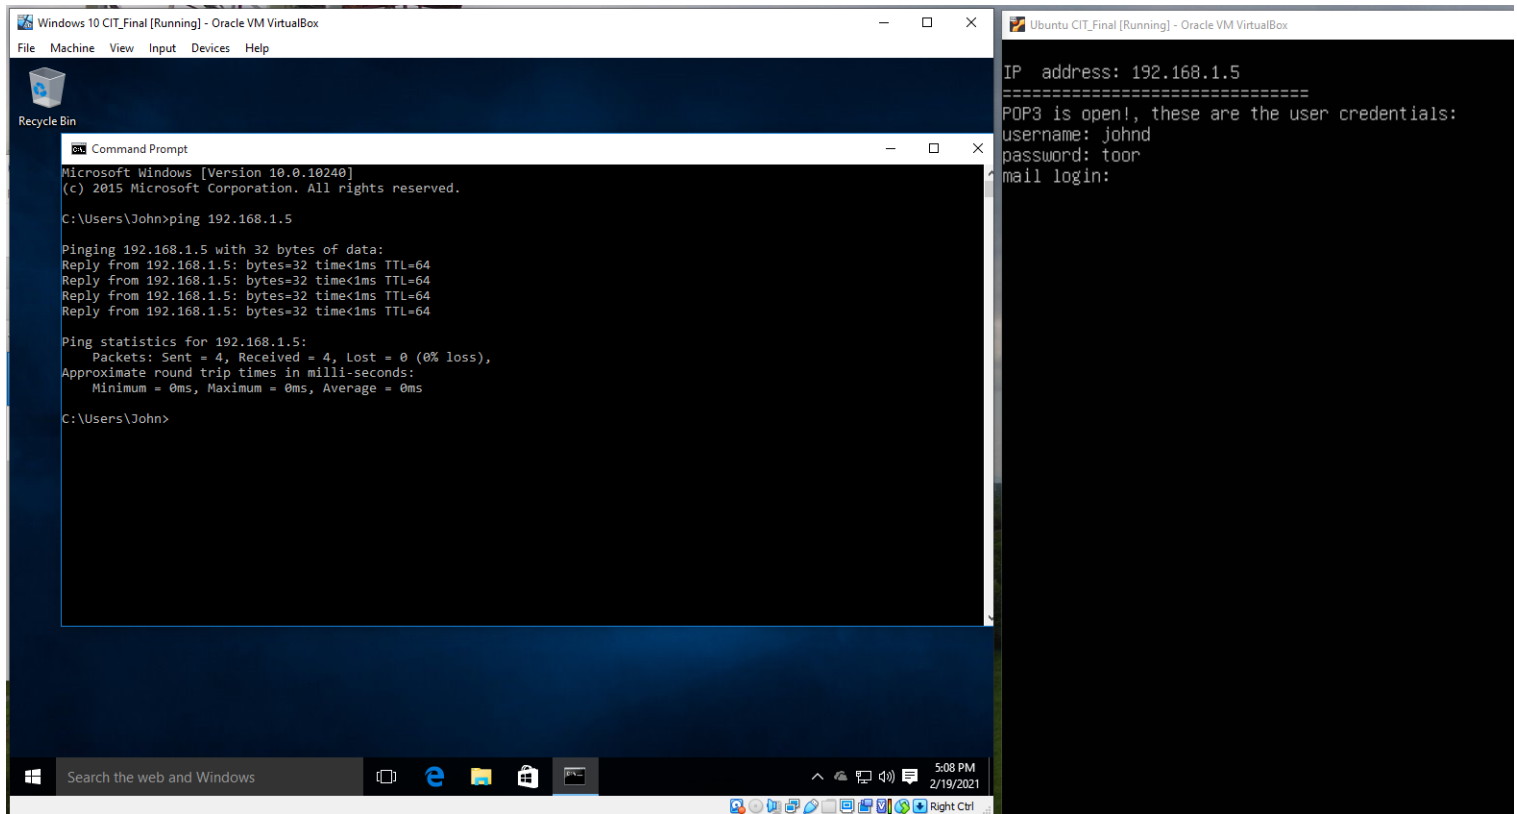 Windows 10 CIT_Final [Running] - Oracle VM VirtualBox
File Machine View Input Devices Help
Recycle Bin
Command Prompt
Microsoft Windows [Version 10.0.10240]
(c) 2015 Microsoft Corporation. All rights reserved.
C:\Users\John>ping 192.168.1.5
Pinging 192.168.1.5 with 32 bytes of data:
Reply from 192.168.1.5: bytes=32 time<1ms TTL=64
Reply from 192.168.1.5: bytes=32 time<1ms TTL=64
Reply from 192.168.1.5: bytes=32 time<1ms TTL=64
Reply from 192.168.1.5: bytes=32 time<1ms TTL=64
Ping statistics for 192.168.1.5:
Packets: Sent = 4, Received = 4, Lost = 0 (0% loss),
Approximate round trip times in milli-seconds:
Minimum = 0ms, Maximum = 0ms, Average = 0ms
C:\Users\John>
Search the web and Windows
5:08 PM
2/19/2021
Right Ctrl
Ubuntu CIT_Final [Running] - Oracle VM VirtualBox
IP address: 192.168.1.5
===============================
POP3 is open!, these are the user credentials:
username: johnd
password: toor
mail login: